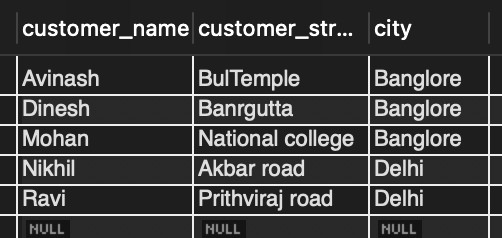 customer_name customer_str... city
Avinash BulTemple Banglore
Dinesh Banrgutta Banglore
Mohan National college Banglore
Nikhil Akbar road Delhi
Ravi Prithviraj road Delhi
NULL NULL NULL